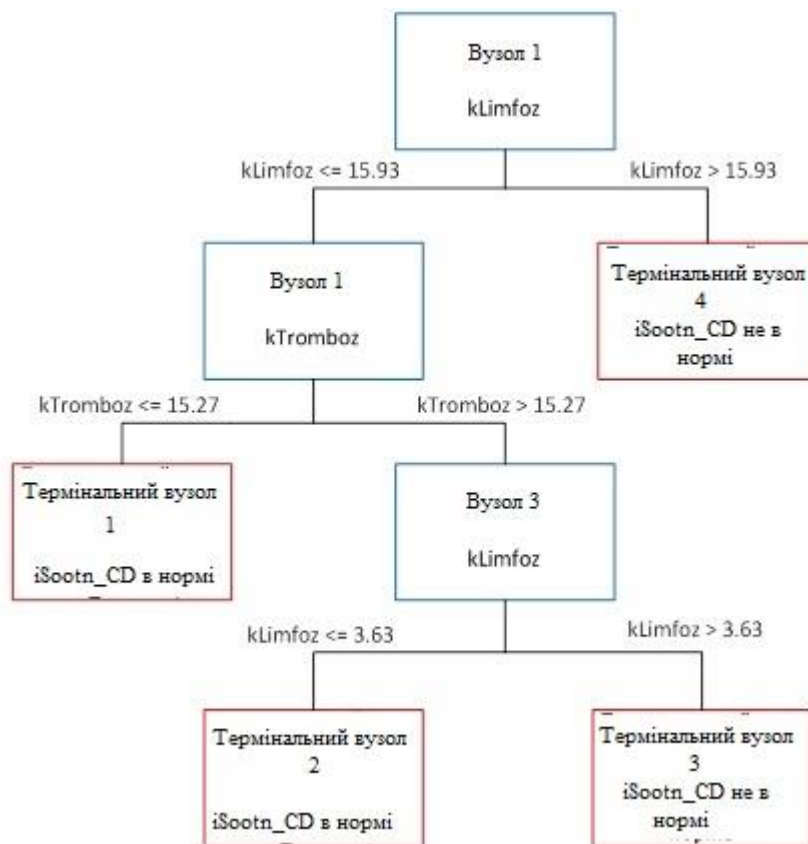 Вузол 1
kLimfoz
kLimfoz <= 15.93
kLimfoz > 15.93
Вузол 1
kTromboz
Термінальний вузол
4
iSootn_CD не в
нормі
kTromboz <= 15.27
kTromboz > 15.27
Термінальний вузол
1
iSootn_CD в нормі
Вузол 3
kLimfoz
kLimfoz <= 3.63
kLimfoz > 3.63
Термінальний вузол
2
iSootn_CD в нормі
Термінальний вузол
3
iSootn_CD не в
нормі